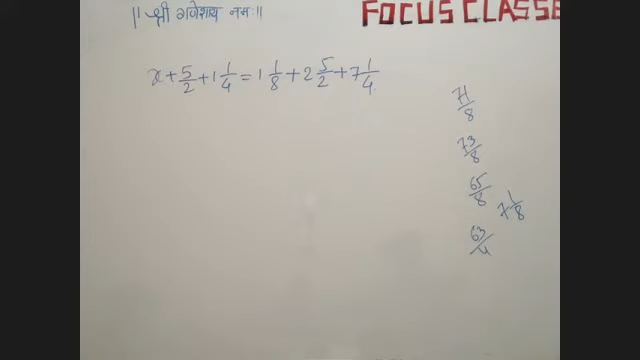 ॥ श्री गणेशाय नमः॥
FOCUS CLASSE
x + 5/2 + 1 1/4 = 1 1/8 + 2 5/2 + 7 1/4
71/8
73/8
65/8
7 1/8
63/4